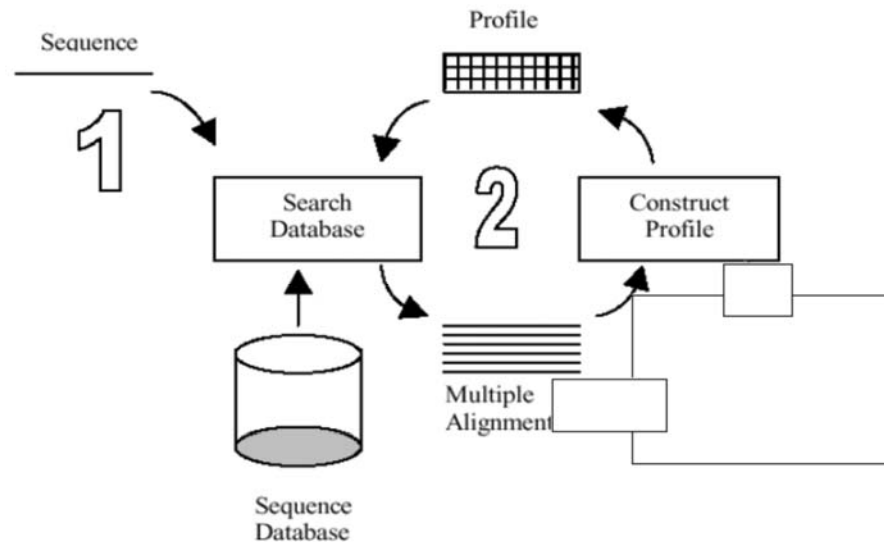 Sequence
Profile
1
Search
Database
2
Construct
Profile
Multiple
Alignment
Sequence
Database